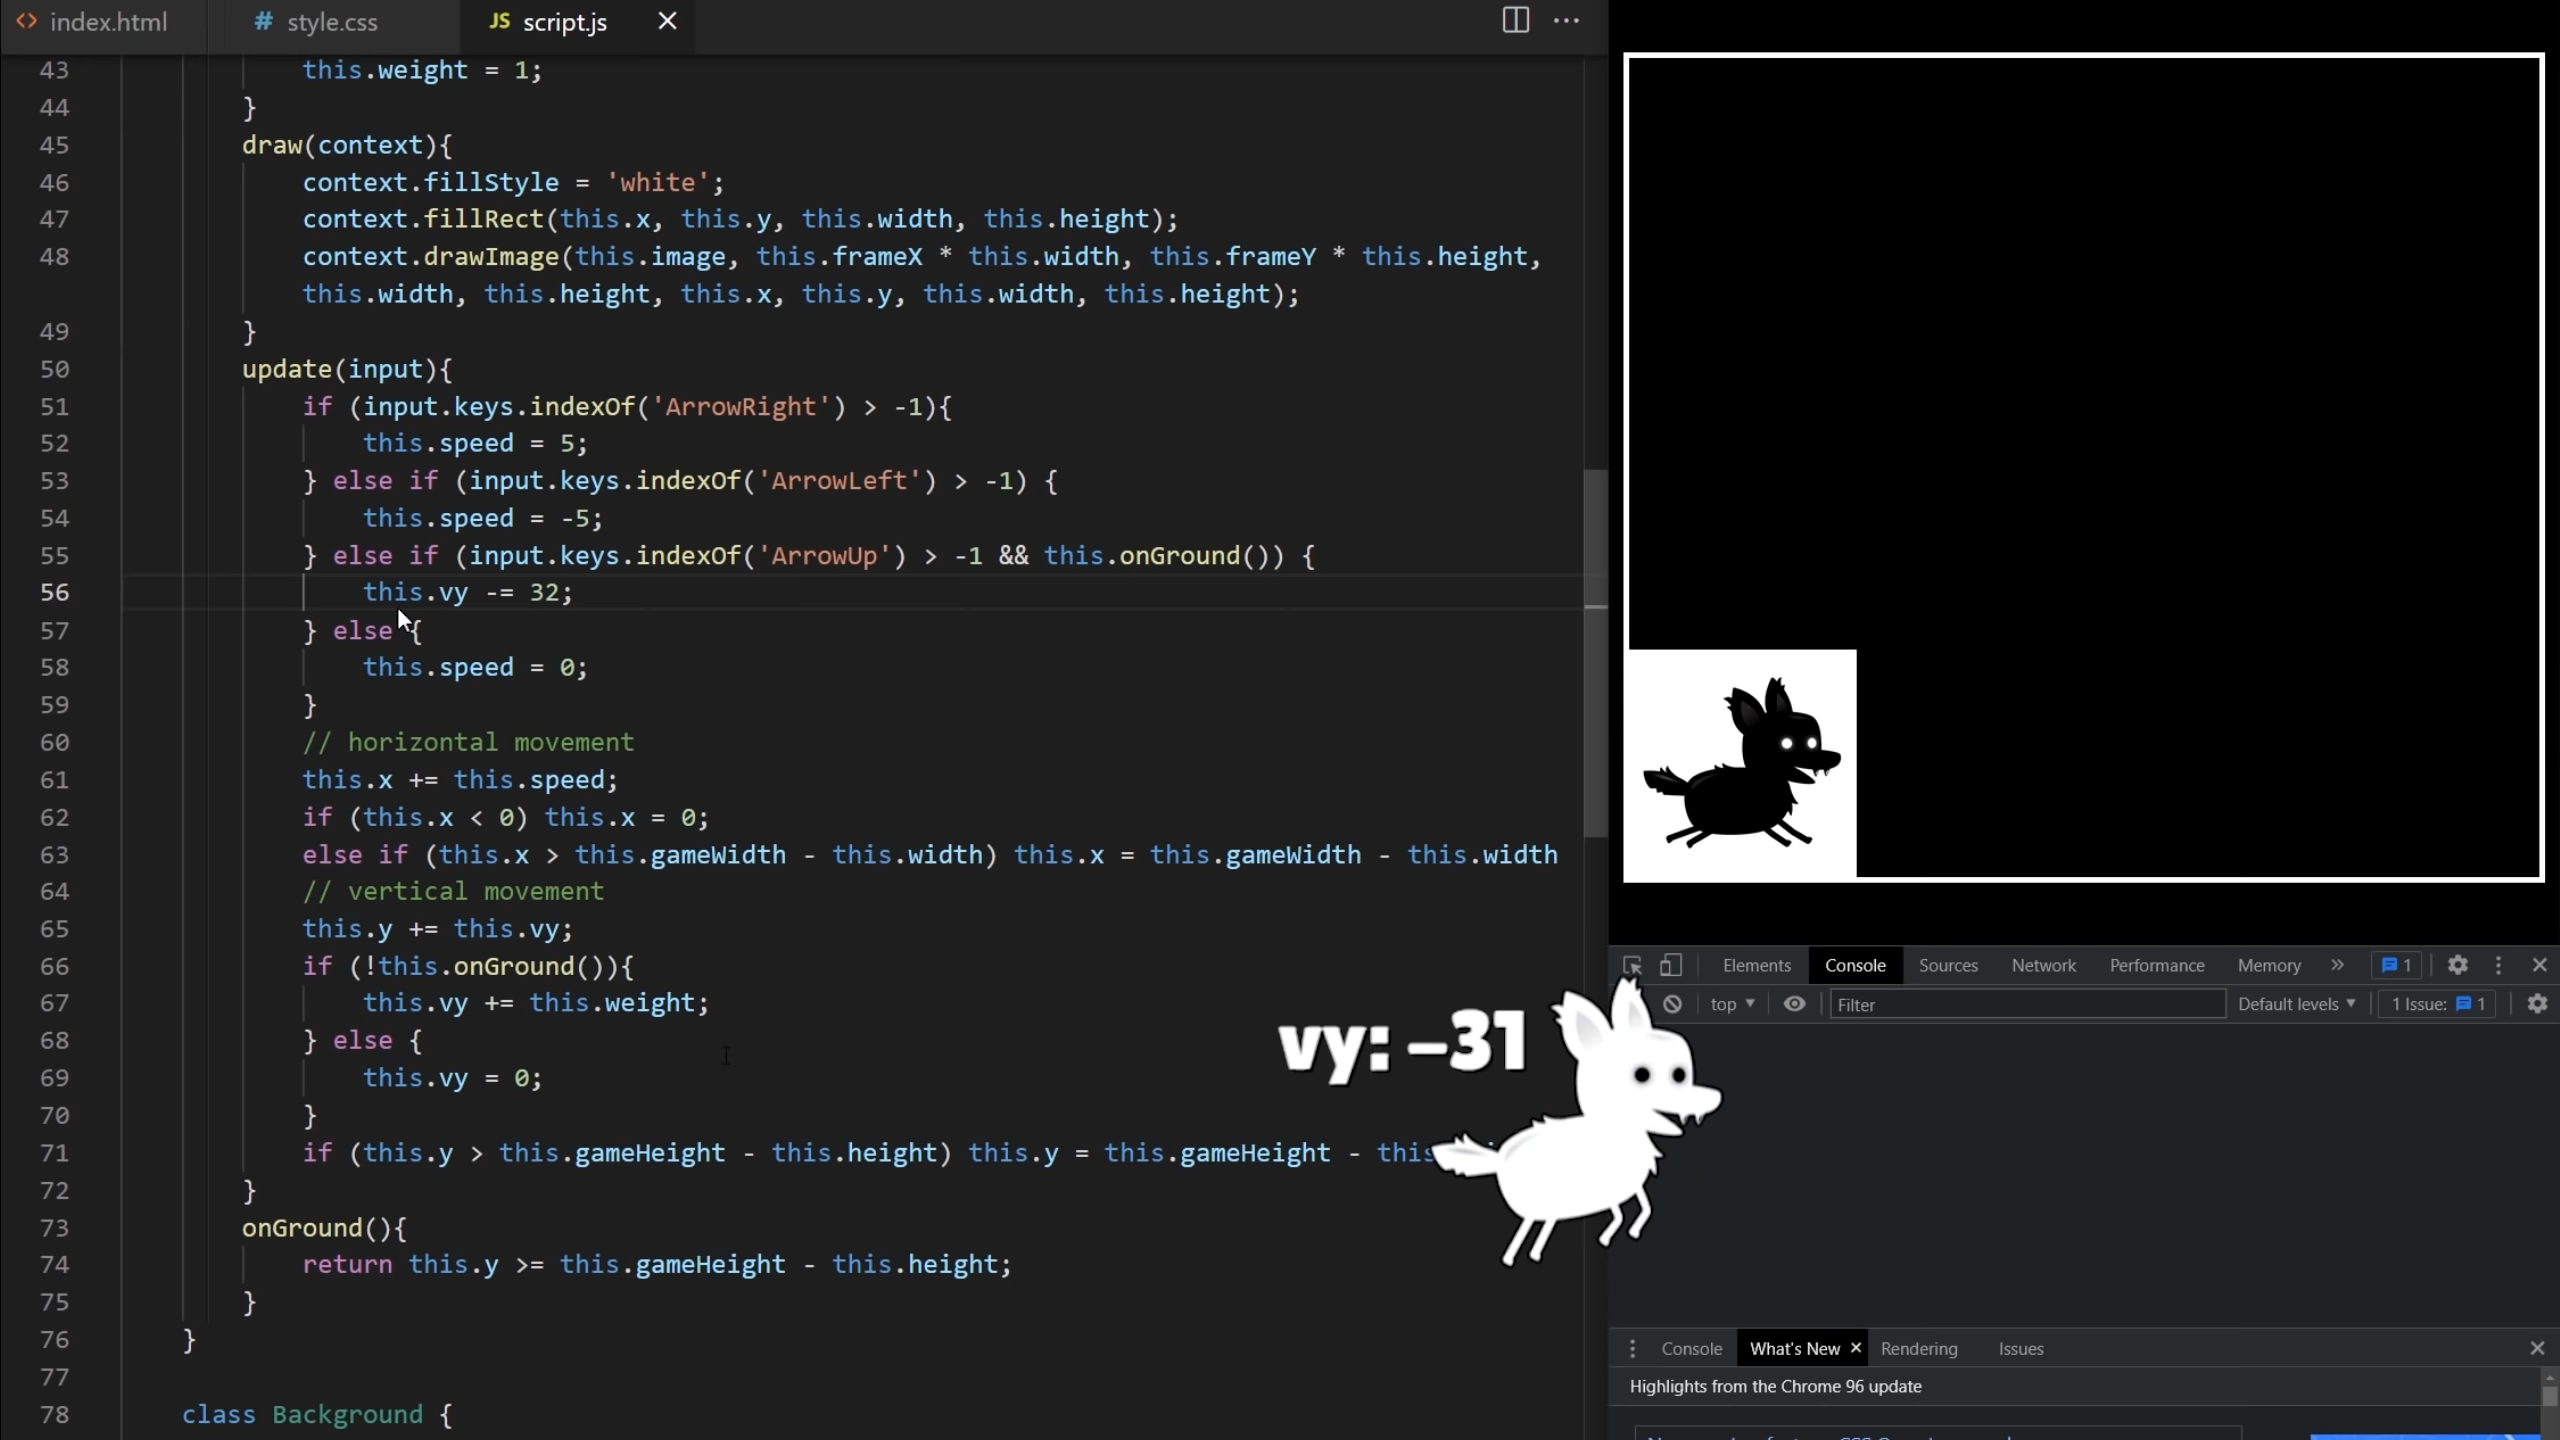 index.html
# style.css
JS script.js
43 this.weight = 1;
44 }
45 draw(context){
46 context.fillStyle = 'white';
47 context.fillRect(this.x, this.y, this.width, this.height);
48 context.drawImage(this.image, this.frameX * this.width, this.frameY * this.height,
this.width, this.height, this.x, this.y, this.width, this.height);
49 }
50 update(input){
51 if (input.keys.indexOf('ArrowRight') > -1){
52 this.speed = 5;
53 } else if (input.keys.indexOf('ArrowLeft') > -1) {
54 this.speed = -5;
55 } else if (input.keys.indexOf('ArrowUp') > -1 && this.onGround()) {
56 this.vy -= 32;
57 } else {
58 this.speed = 0;
59 }
60 // horizontal movement
61 this.x += this.speed;
62 if (this.x < 0) this.x = 0;
63 else if (this.x > this.gameWidth - this.width) this.x = this.gameWidth - this.width
64 // vertical movement
65 this.y += this.vy;
66 if (!this.onGround()){
67 this.vy += this.weight;
68 } else {
69 this.vy = 0;
70 }
71 if (this.y > this.gameHeight - this.height) this.y = this.gameHeight - this
72 }
73 onGround(){
74 return this.y >= this.gameHeight - this.height;
75 }
76 }
77
78 class Background {
vy: –31
Elements Console Sources Network Performance Memory » 1
top Filter Default levels 1 Issue: 1
Console What's New Rendering Issues
Highlights from the Chrome 96 update